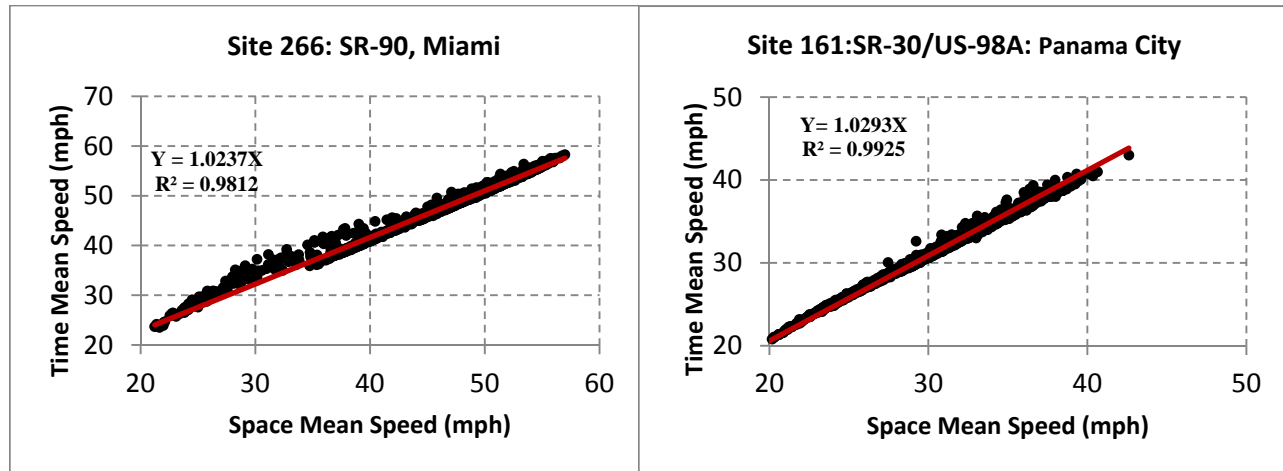 Site 266: SR-90, Miami
Time Mean Speed (mph)
70
60
50
40
30
20
Y = 1.0237X
R² = 0.9812
20 30 40 50 60
Space Mean Speed (mph)
Site 161:SR-30/US-98A: Panama City
Time Mean Speed (mph)
50
40
30
20
Y= 1.0293X
R² = 0.9925
20 30 40 50
Space Mean Speed (mph)